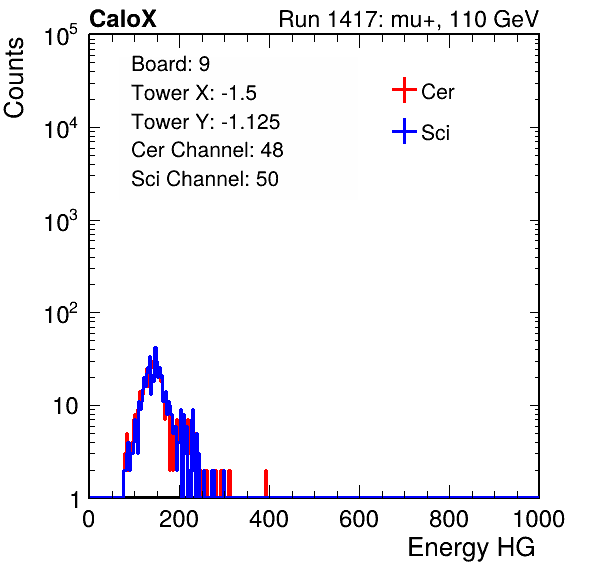 CaloX Run 1417: mu+, 110 GeV
Counts
10^5
10^4
10^3
10^2
10
1
Board: 9
Tower X: -1.5
Tower Y: -1.125
Cer Channel: 48
Sci Channel: 50
Cer
Sci
0 200 400 600 800 1000
Energy HG